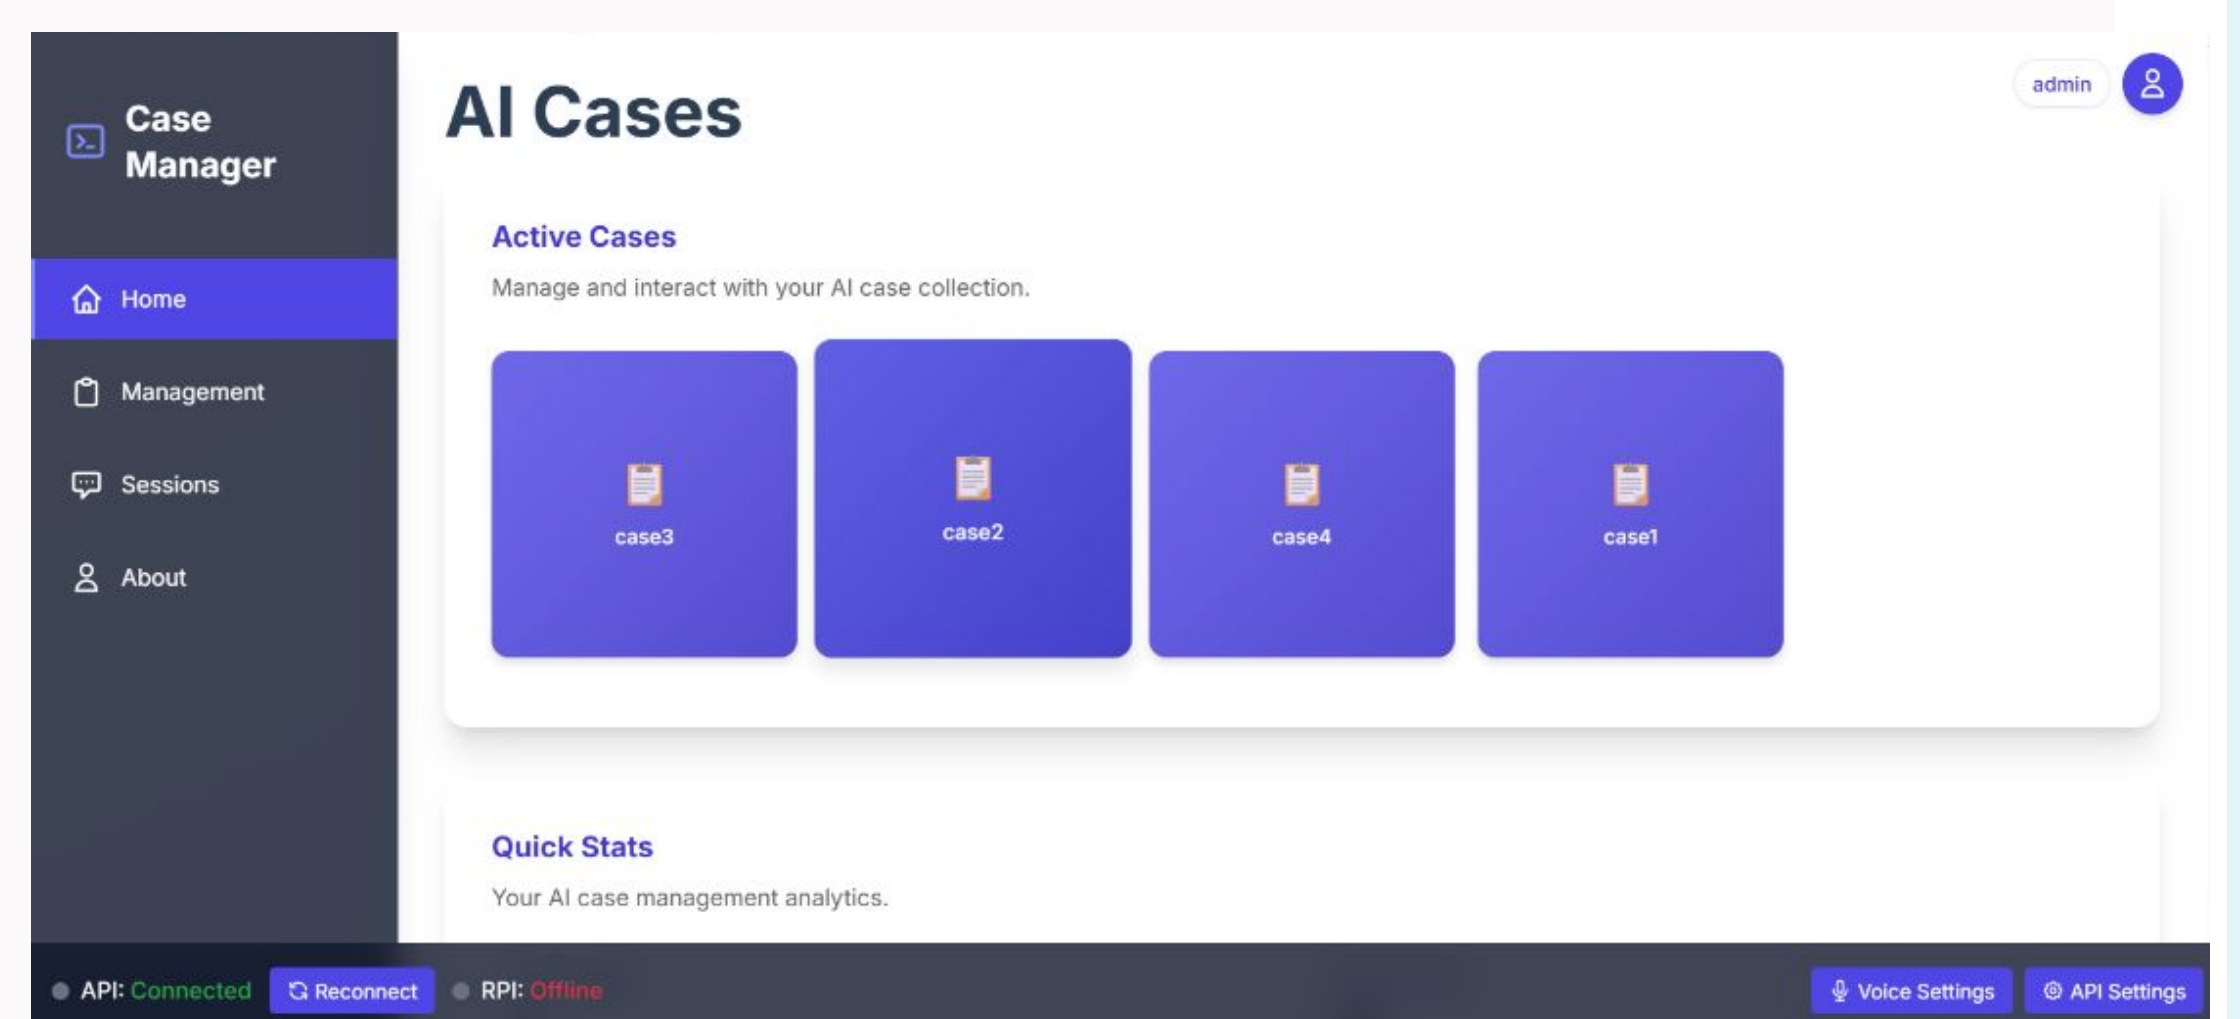 Case
Manager
Home
Management
Sessions
About
AI Cases
admin
Active Cases
Manage and interact with your AI case collection.
case3
case2
case4
case1
Quick Stats
Your AI case management analytics.
API: Connected
Reconnect
RPI: Offline
Voice Settings
API Settings